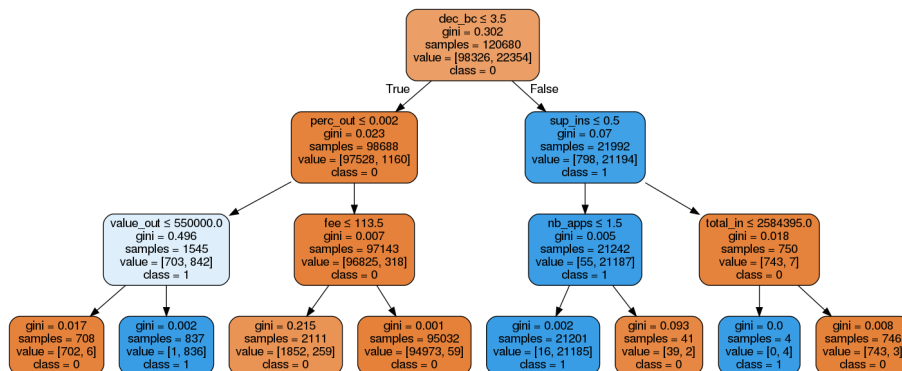 dec_bc ≤ 3.5
gini = 0.302
samples = 120680
value = [98326, 22354]
class = 0
True
False
perc_out ≤ 0.002
gini = 0.023
samples = 98688
value = [97528, 1160]
class = 0
sup_ins ≤ 0.5
gini = 0.07
samples = 21992
value = [798, 21194]
class = 1
value_out ≤ 550000.0
gini = 0.496
samples = 1545
value = [703, 842]
class = 1
fee ≤ 113.5
gini = 0.007
samples = 97143
value = [96825, 318]
class = 0
nb_apps ≤ 1.5
gini = 0.005
samples = 21242
value = [55, 21187]
class = 1
total_in ≤ 2584395.0
gini = 0.018
samples = 750
value = [743, 7]
class = 0
gini = 0.017
samples = 708
value = [702, 6]
class = 0
gini = 0.002
samples = 837
value = [1, 836]
class = 1
gini = 0.215
samples = 2111
value = [1852, 259]
class = 0
gini = 0.001
samples = 95032
value = [94973, 59]
class = 0
gini = 0.002
samples = 21201
value = [16, 21185]
class = 1
gini = 0.093
samples = 41
value = [39, 2]
class = 0
gini = 0.0
samples = 4
value = [0, 4]
class = 1
gini = 0.008
samples = 746
value = [743, 3]
class = 0